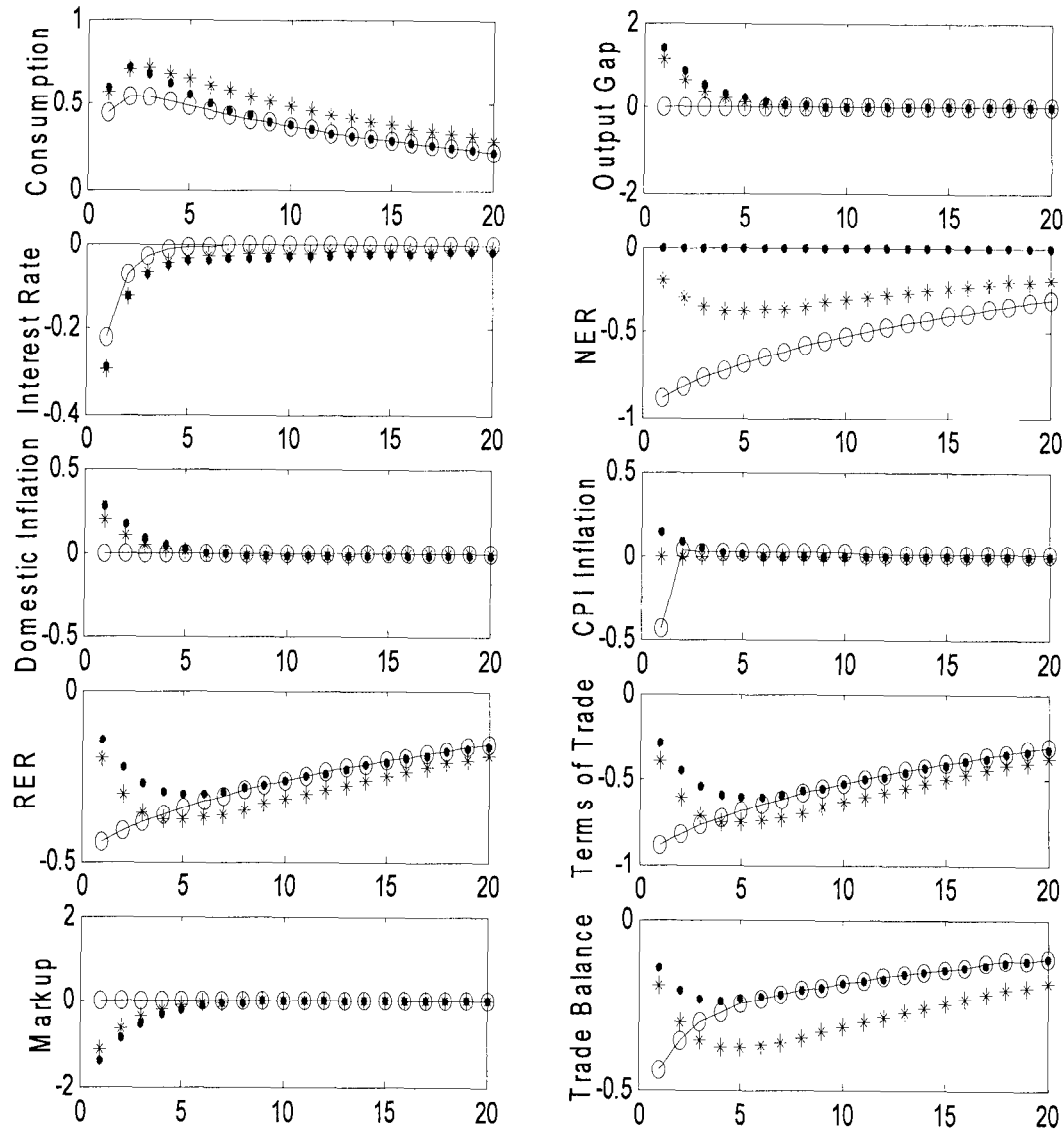 Consumption
1
0.5
0
0 5 10 15 20
Output Gap
2
0
-2
0 5 10 15 20
Interest Rate
0
-0.2
-0.4
0 5 10 15 20
NER
0
-0.5
-1
0 5 10 15 20
Domestic Inflation
0.5
0
-0.5
0 5 10 15 20
CPI Inflation
0.5
0
-0.5
0 5 10 15 20
RER
0
-0.5
0 5 10 15 20
Terms of Trade
0
-0.5
-1
0 5 10 15 20
Markup
2
0
-2
0 5 10 15 20
Trade Balance
0
-0.5
0 5 10 15 20